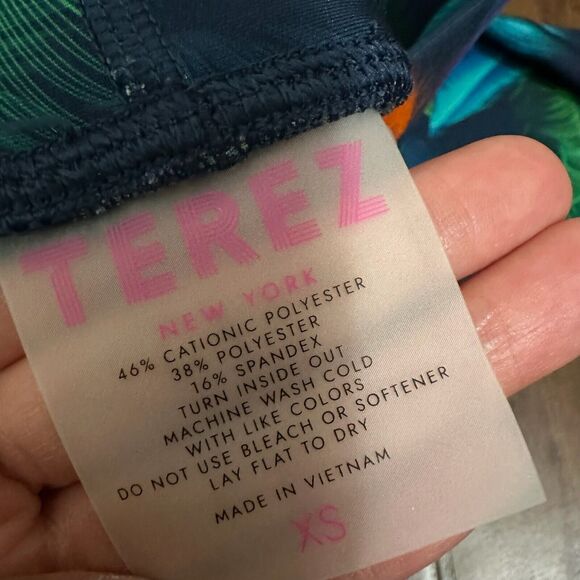 TEREZ
NEW YORK
46% CATIONIC POLYESTER
38% POLYESTER
16% SPANDEX
TURN INSIDE OUT
MACHINE WASH COLD
WITH LIKE COLORS
DO NOT USE BLEACH OR SOFTENER
LAY FLAT TO DRY
MADE IN VIETNAM
XS